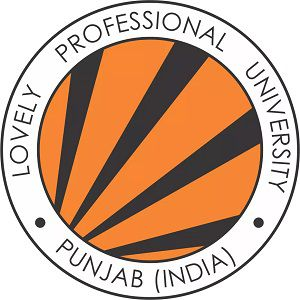 LOVELY PROFESSIONAL UNIVERSITY
PUNJAB (INDIA)